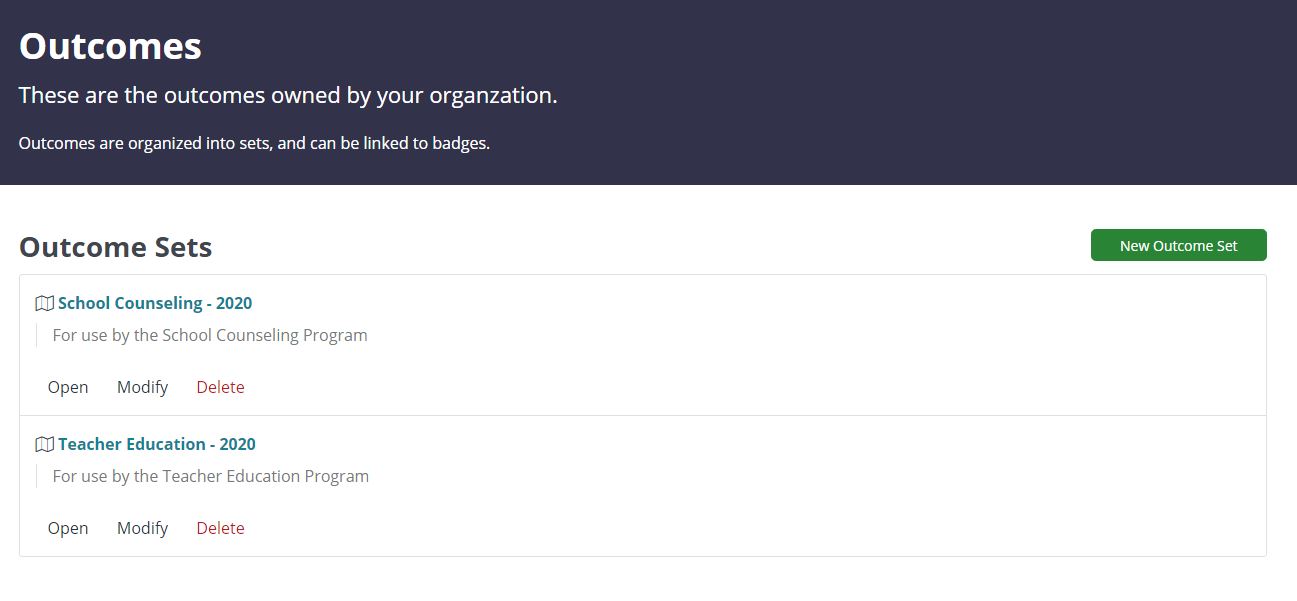 Outcomes
These are the outcomes owned by your organzation.
Outcomes are organized into sets, and can be linked to badges.
Outcome Sets
New Outcome Set
School Counseling - 2020
For use by the School Counseling Program
Open Modify Delete
Teacher Education - 2020
For use by the Teacher Education Program
Open Modify Delete